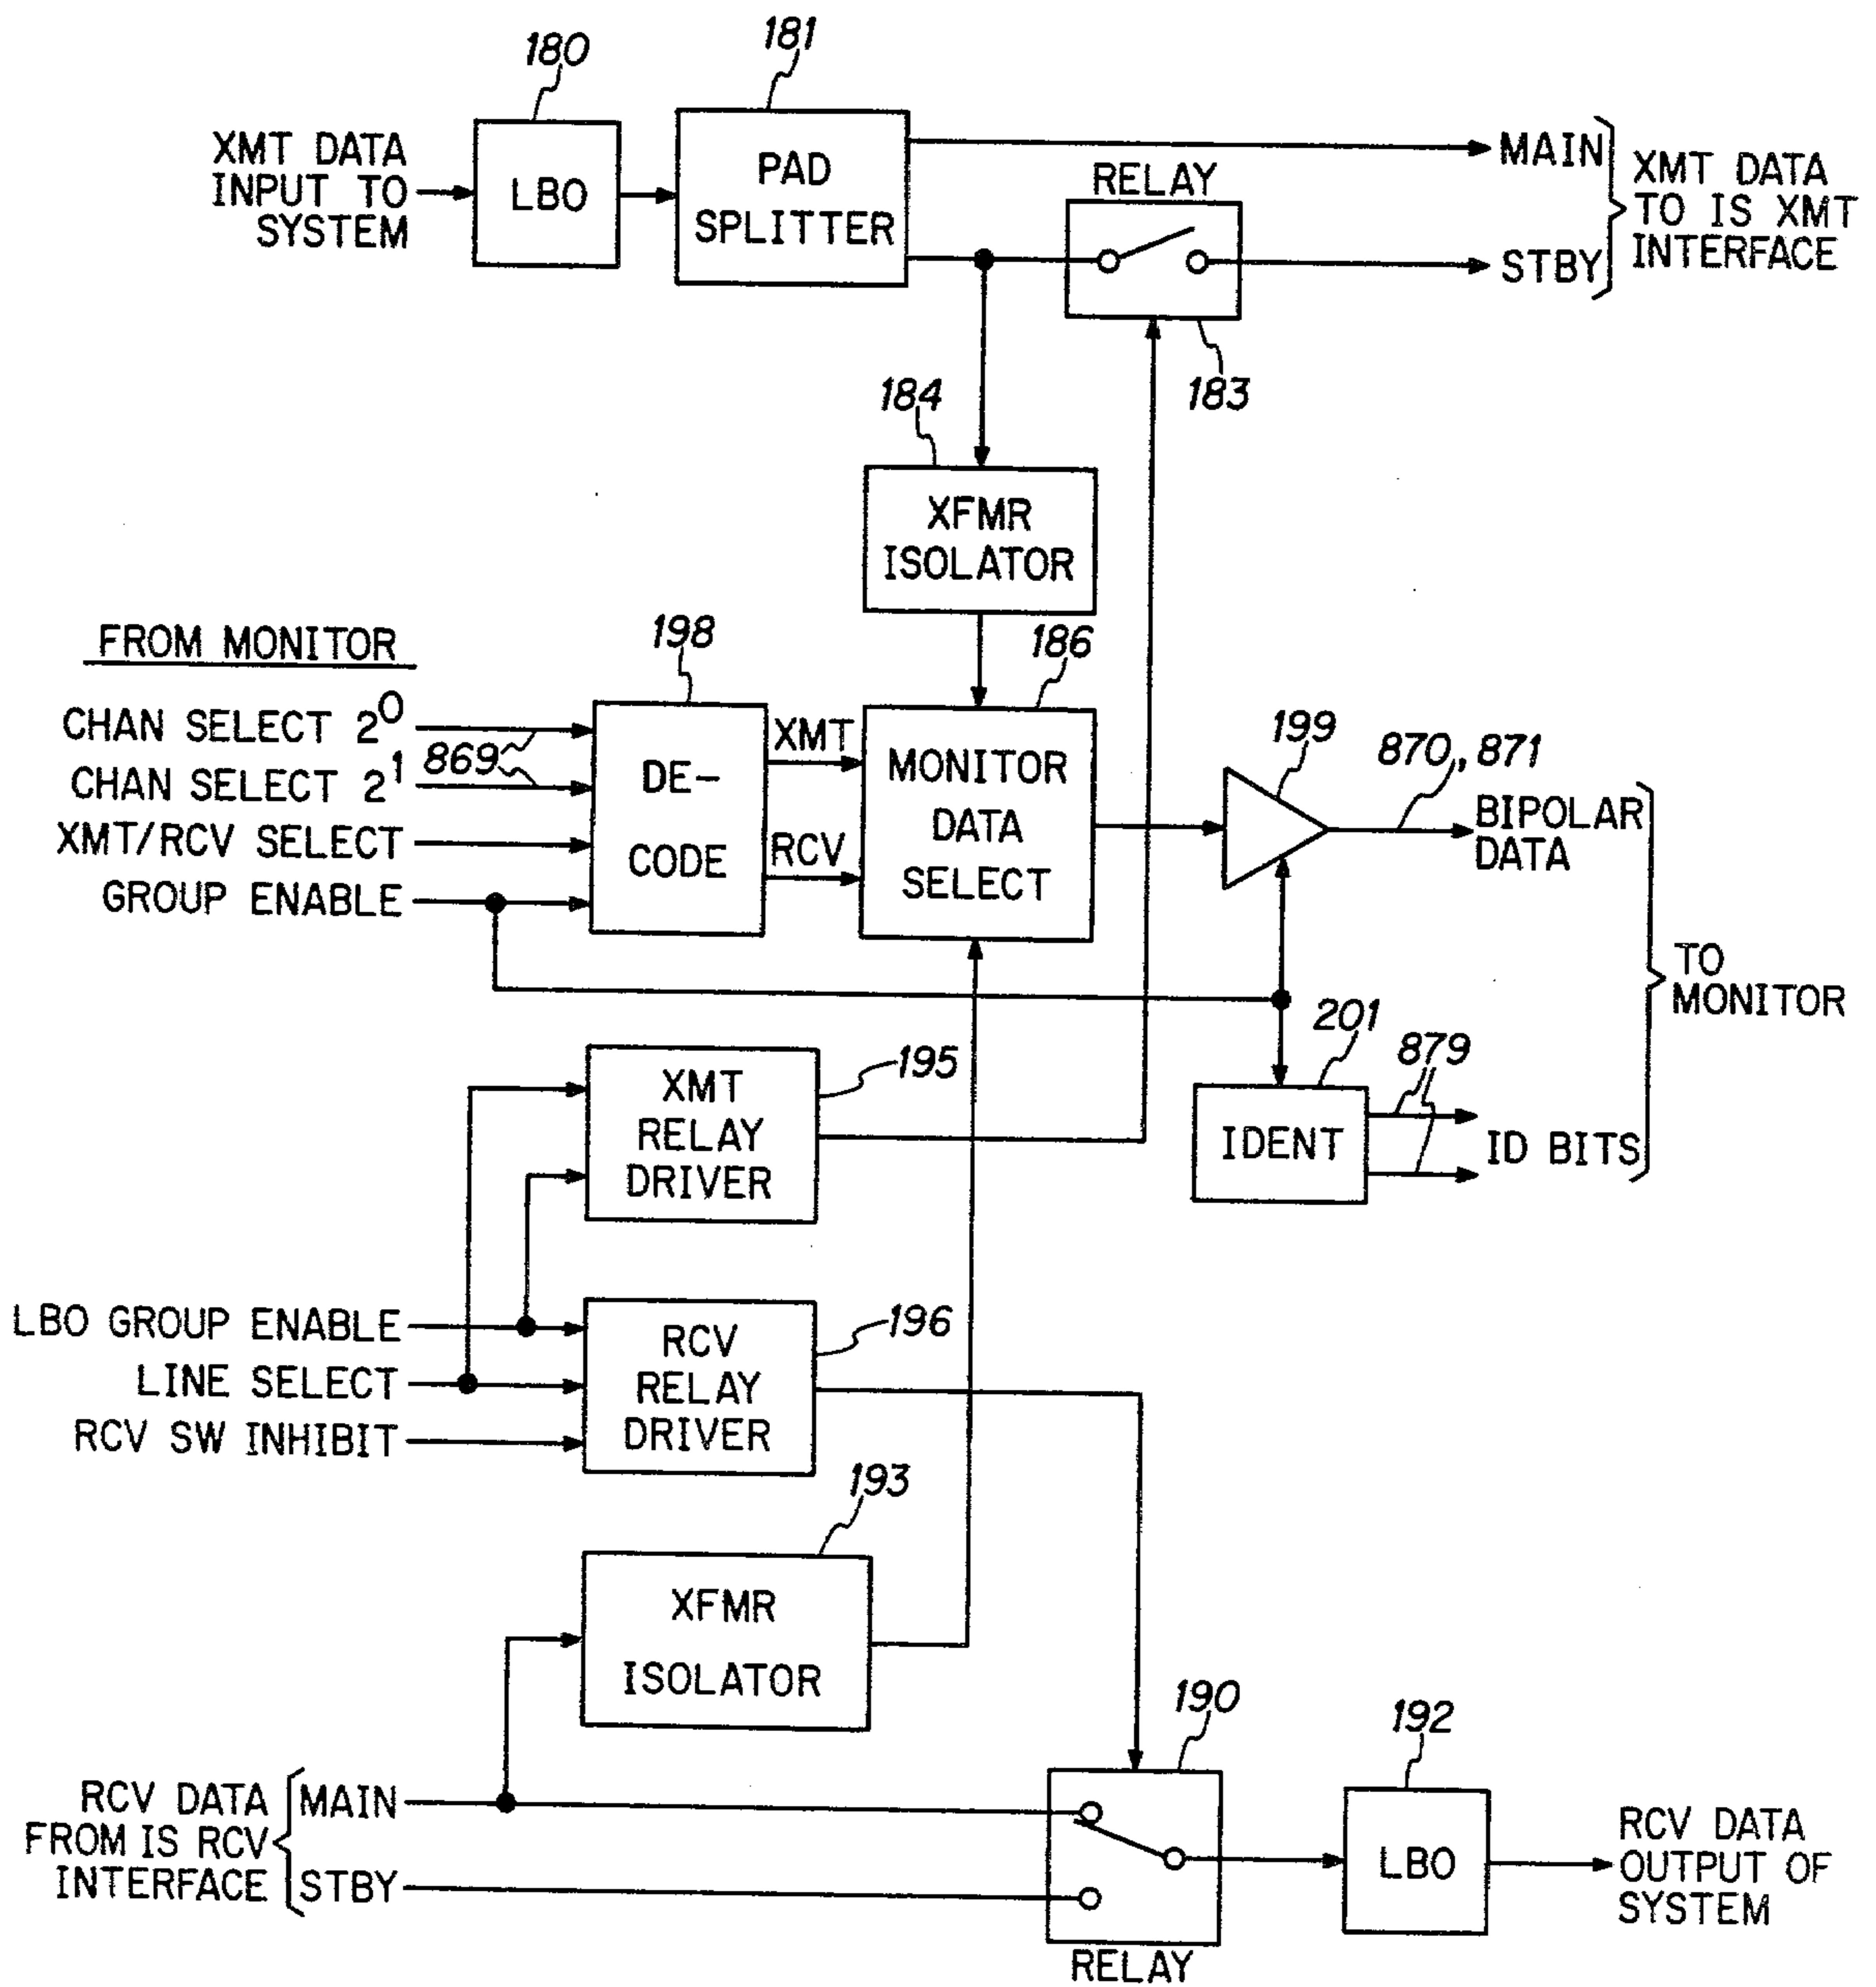 180
181
XMT DATA
INPUT TO
SYSTEM
LBO
PAD
SPLITTER
RELAY
MAIN
STBY
XMT DATA
TO IS XMT
INTERFACE
183
184
XFMR
ISOLATOR
FROM MONITOR
198
186
CHAN SELECT 2⁰
869
CHAN SELECT 2¹
XMT/RCV SELECT
GROUP ENABLE
DE-
CODE
XMT
RCV
MONITOR
DATA
SELECT
199
870, 871
BIPOLAR
DATA
TO
MONITOR
201
879
IDENT
ID BITS
195
XMT
RELAY
DRIVER
LBO GROUP ENABLE
LINE SELECT
RCV SW INHIBIT
RCV
RELAY
DRIVER
196
193
XFMR
ISOLATOR
190
192
RCV DATA
FROM IS RCV
INTERFACE
MAIN
STBY
RELAY
LBO
RCV DATA
OUTPUT OF
SYSTEM